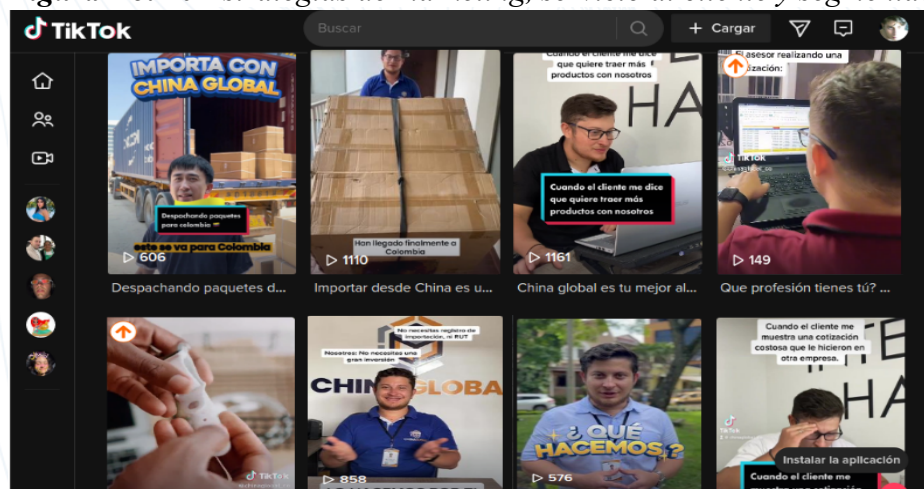 TikTok
Buscar
+ Cargar
IMPORTA CON
CHINA GLOBAL
Despachando paquetes
para colombia
este se va para Colombia
606
Han llegado finalmente a
Colombia
1110
Cuando el cliente me dice
que quiere traer más
productos con nosotros
Cuando el cliente me dice
que quiere traer más
productos con nosotros
1161
El asesor realizando una
TikTok
149
Despachando paquetes d...
Importar desde China es u...
China global es tu mejor al...
Que profesión tienes tú? ...
TikTok
No necesitas registro de
importación, ni RUT
Nosotros: No necesitas una
gran inversión
858
¿QUÉ
HACEMOS?
576
Cuando el cliente me
muestra una cotización
costosa que le hicieron en
otra empresa.
TikTok
Instalar la aplicación
Cuando el cliente me